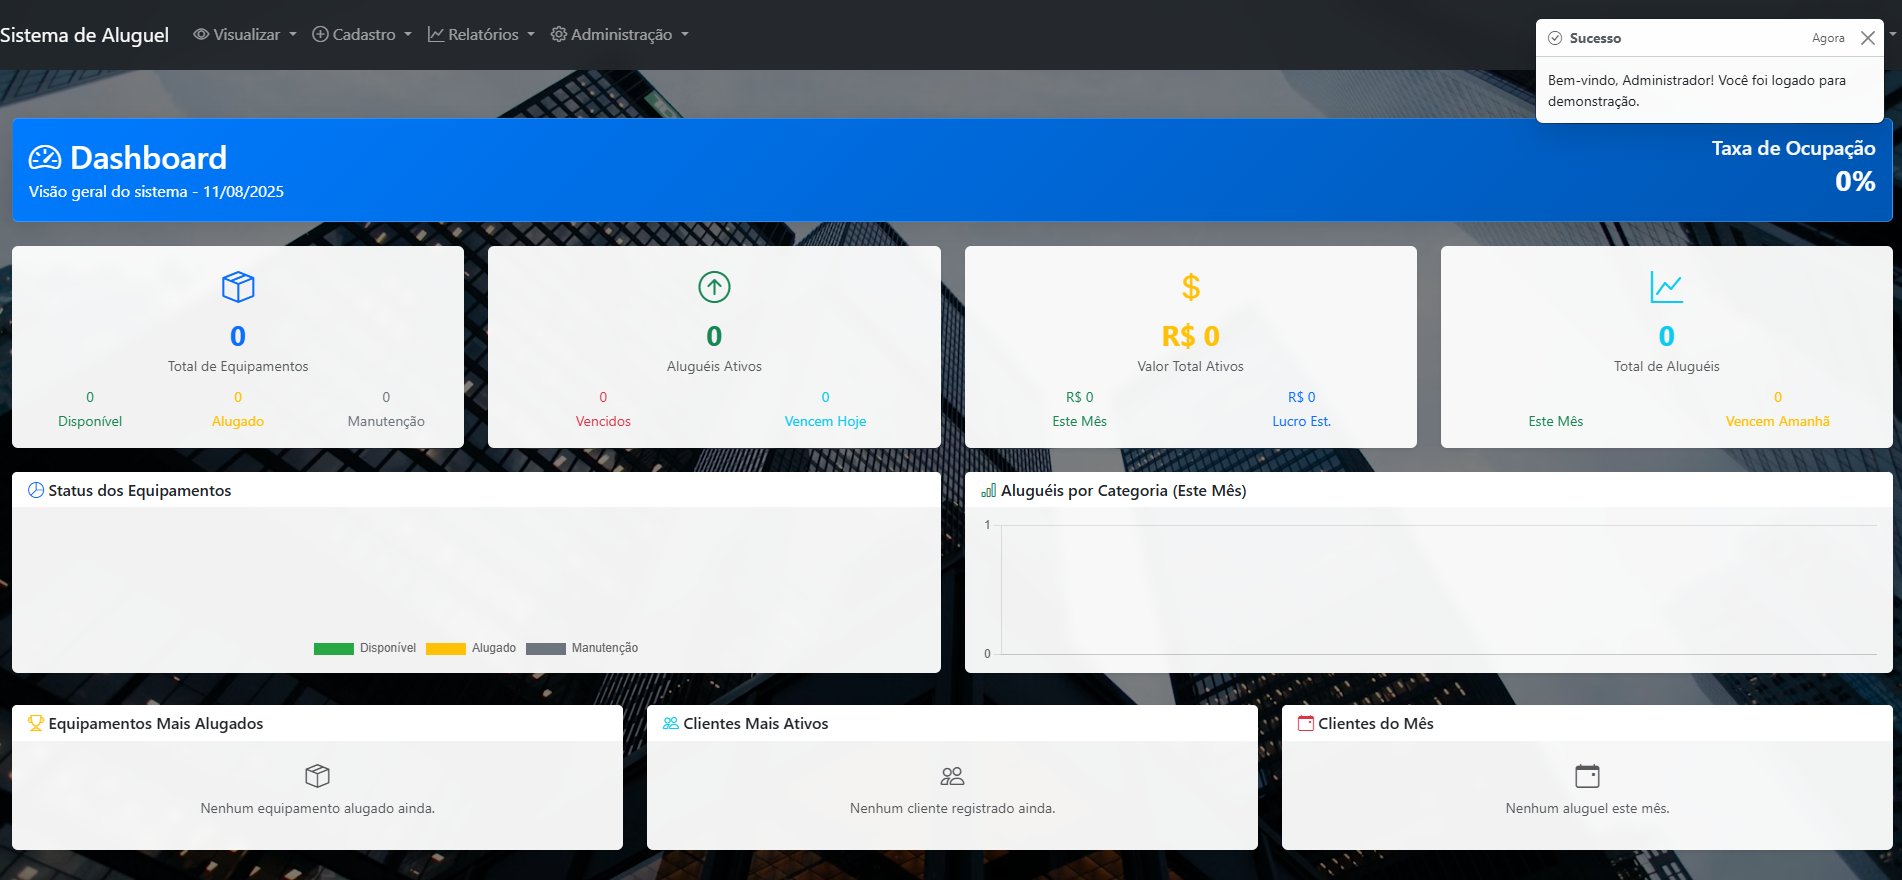 Sistema de Aluguel
Visualizar
Cadastro
Relatórios
Administração
Sucesso
Agora
Bem-vindo, Administrador! Você foi logado para
demonstração.
Dashboard
Visão geral do sistema - 11/08/2025
Taxa de Ocupação
0%
0
Total de Equipamentos
0
Disponível
0
Alugado
0
Manutenção
0
Aluguéis Ativos
0
Vencidos
0
Vencem Hoje
R$ 0
Valor Total Ativos
R$ 0
Este Mês
R$ 0
Lucro Est.
0
Total de Aluguéis
Este Mês
0
Vencem Amanhã
Status dos Equipamentos
Disponível
Alugado
Manutenção
Aluguéis por Categoria (Este Mês)
1
0
Equipamentos Mais Alugados
Nenhum equipamento alugado ainda.
Clientes Mais Ativos
Nenhum cliente registrado ainda.
Clientes do Mês
Nenhum aluguel este mês.